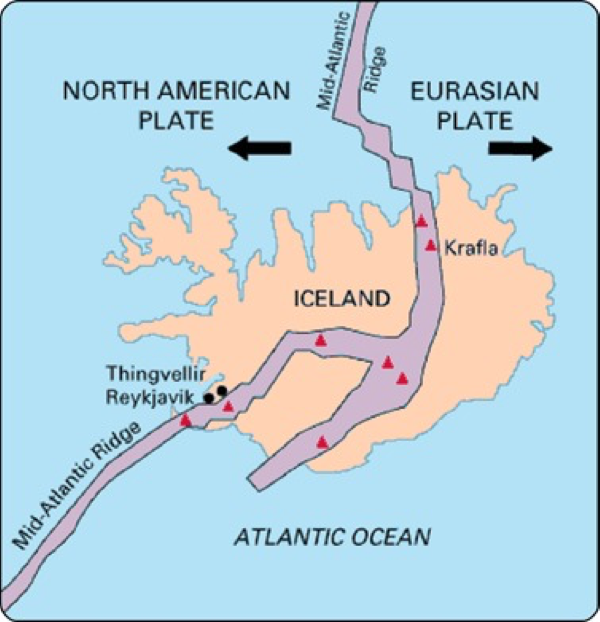 Mid-Atlantic
Ridge
NORTH AMERICAN
PLATE
EURASIAN
PLATE
Krafla
ICELAND
Thingvellir
Reykjavik
Mid-Atlantic Ridge
ATLANTIC OCEAN